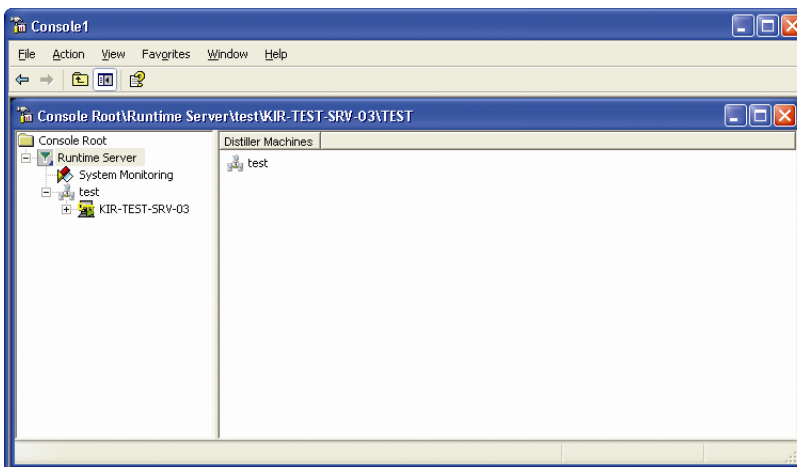 Console1
File Action View Favorites Window Help
Console Root\Runtime Server\test\KIR-TEST-SRV-03\TEST
Console Root
Distiller Machines
Runtime Server
test
System Monitoring
test
KIR-TEST-SRV-03